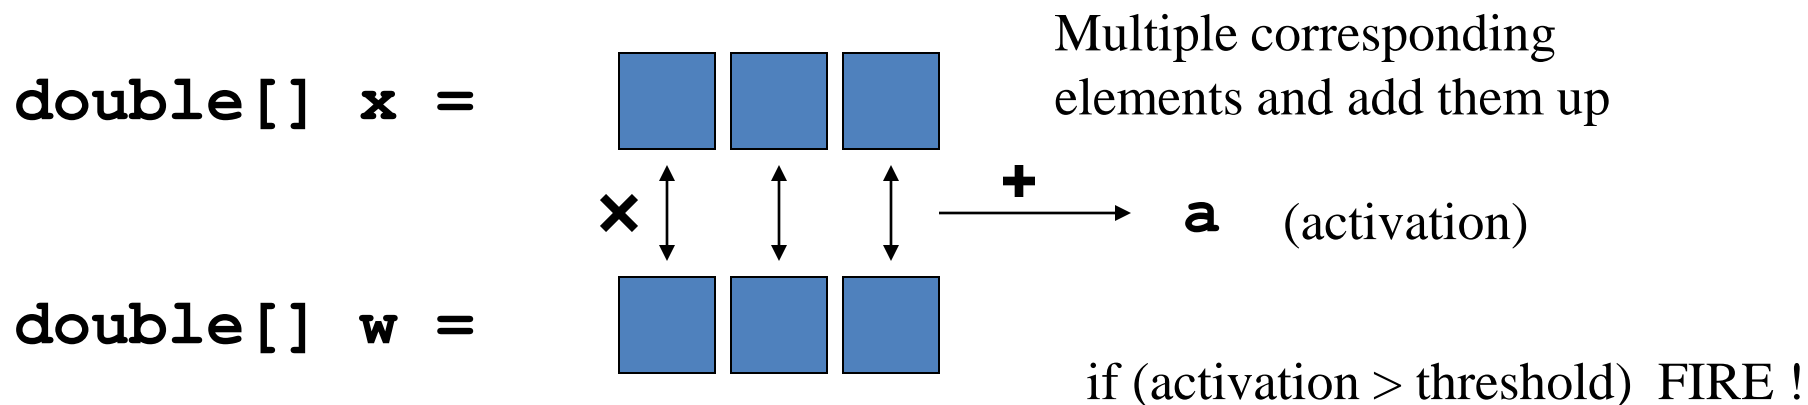 Multiple corresponding
elements and add them up
double[] x =
×
+
a (activation)
double[] w =
if (activation > threshold) FIRE !